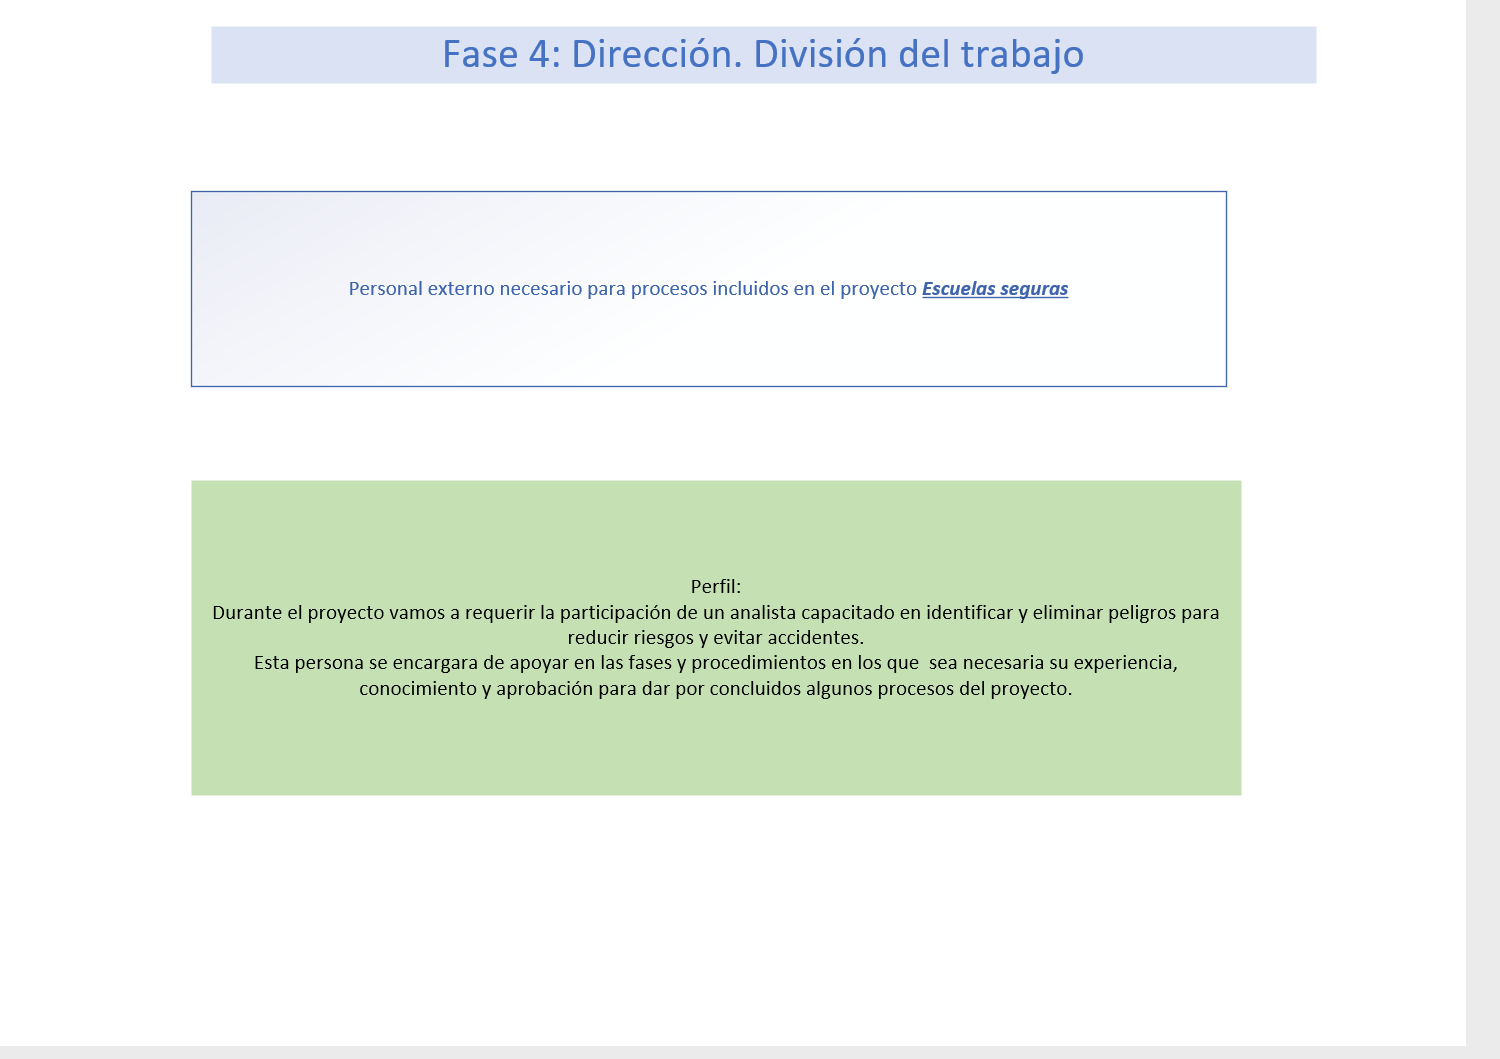 Fase 4: Dirección. División del trabajo
Personal externo necesario para procesos incluidos en el proyecto Escuelas seguras
Perfil:
Durante el proyecto vamos a requerir la participación de un analista capacitado en identificar y eliminar peligros para
reducir riesgos y evitar accidentes.
Esta persona se encargara de apoyar en las fases y procedimientos en los que  sea necesaria su experiencia,
conocimiento y aprobación para dar por concluidos algunos procesos del proyecto.